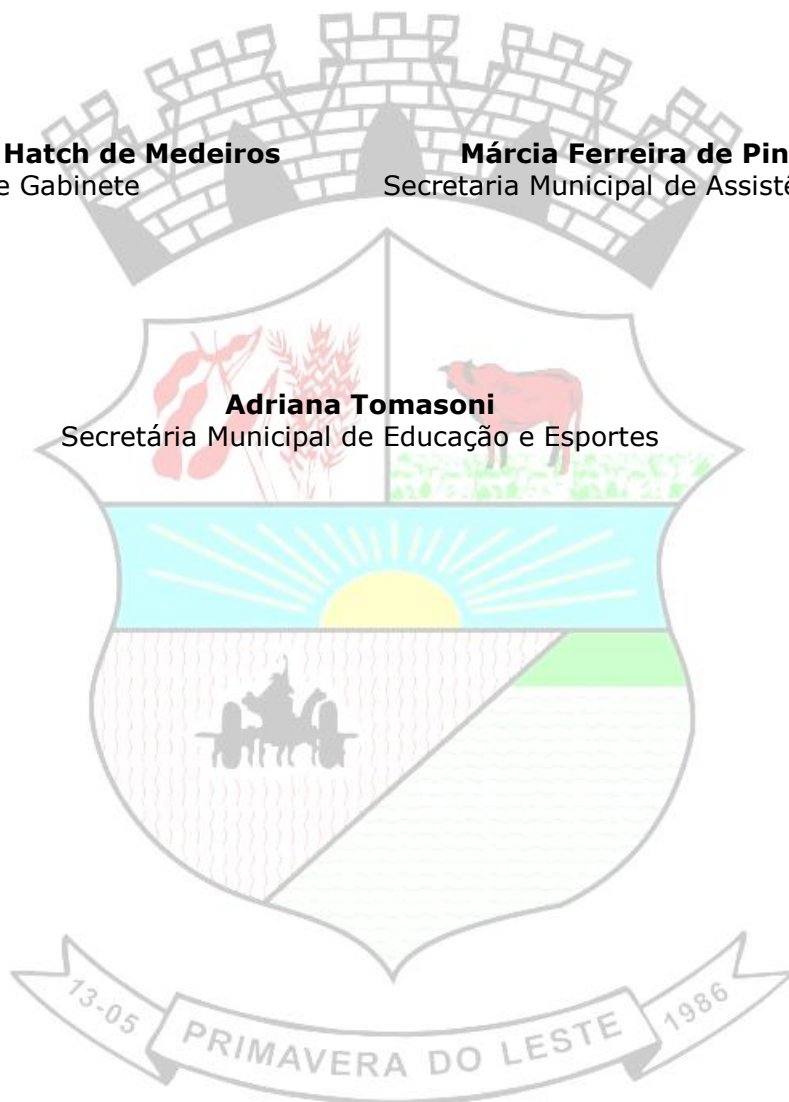 Hatch de Medeiros
e Gabinete
Márcia Ferreira de Pin
Secretaria Municipal de Assistê
Adriana Tomasoni
Secretária Municipal de Educação e Esportes
13-05 PRIMAVERA DO LESTE 1986